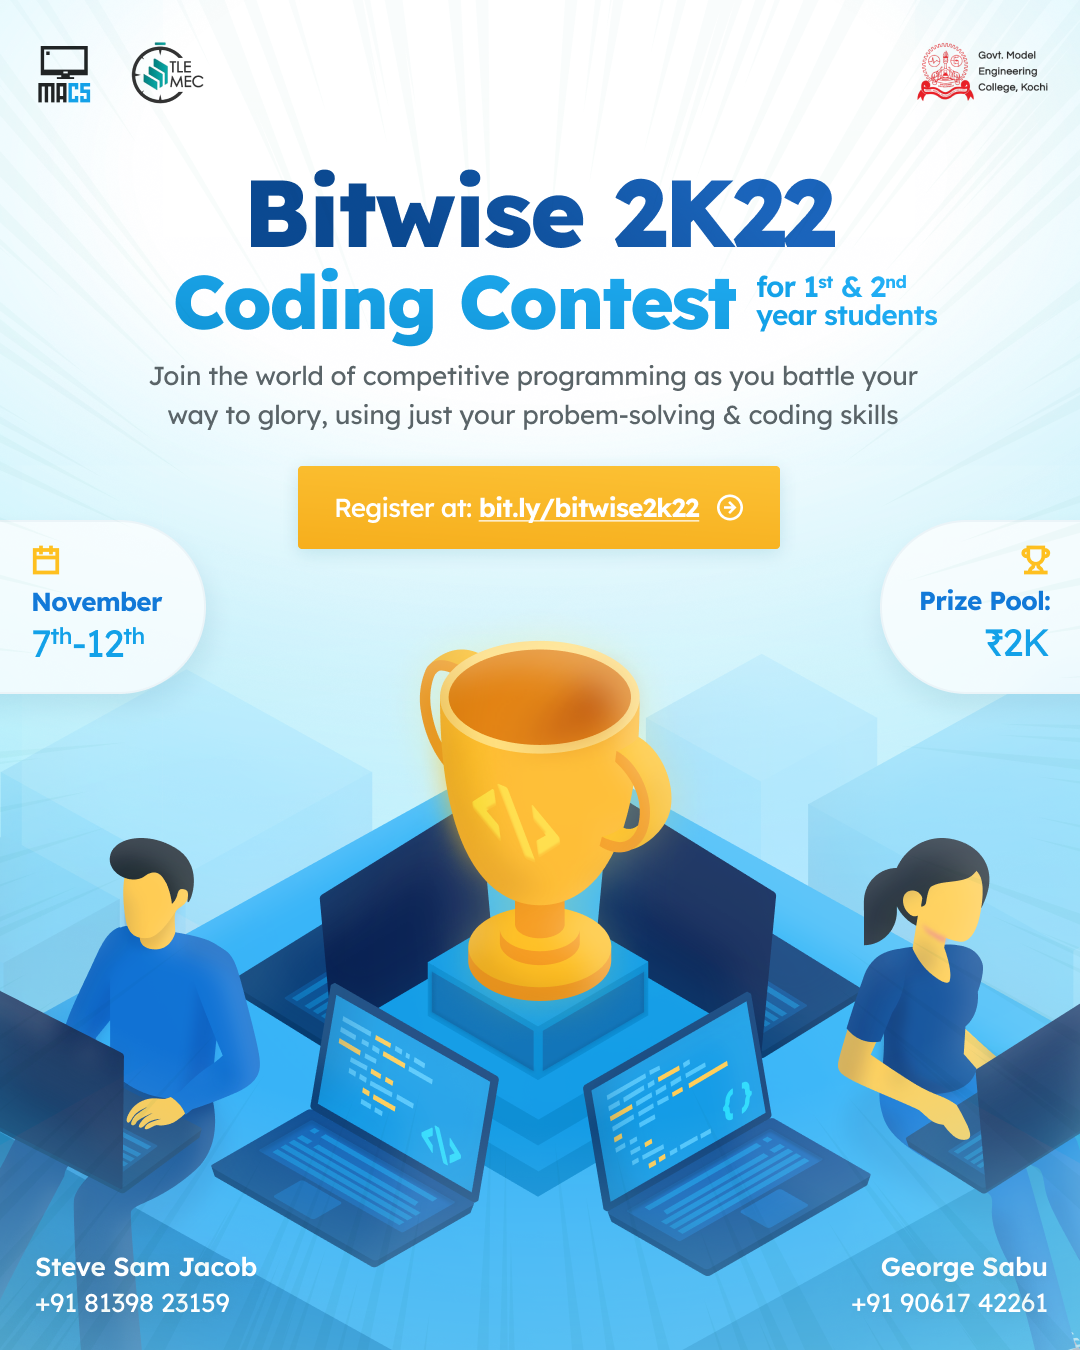 MACS
TLE
MEC
Govt. Model
Engineering
College, Kochi
Bitwise 2K22
Coding Contest
for 1st & 2nd
year students
Join the world of competitive programming as you battle your
way to glory, using just your probem-solving & coding skills
Register at: bit.ly/bitwise2k22
November
7th-12th
Prize Pool:
₹2K
</>
</>
{}
Steve Sam Jacob
+91 81398 23159
George Sabu
+91 90617 42261